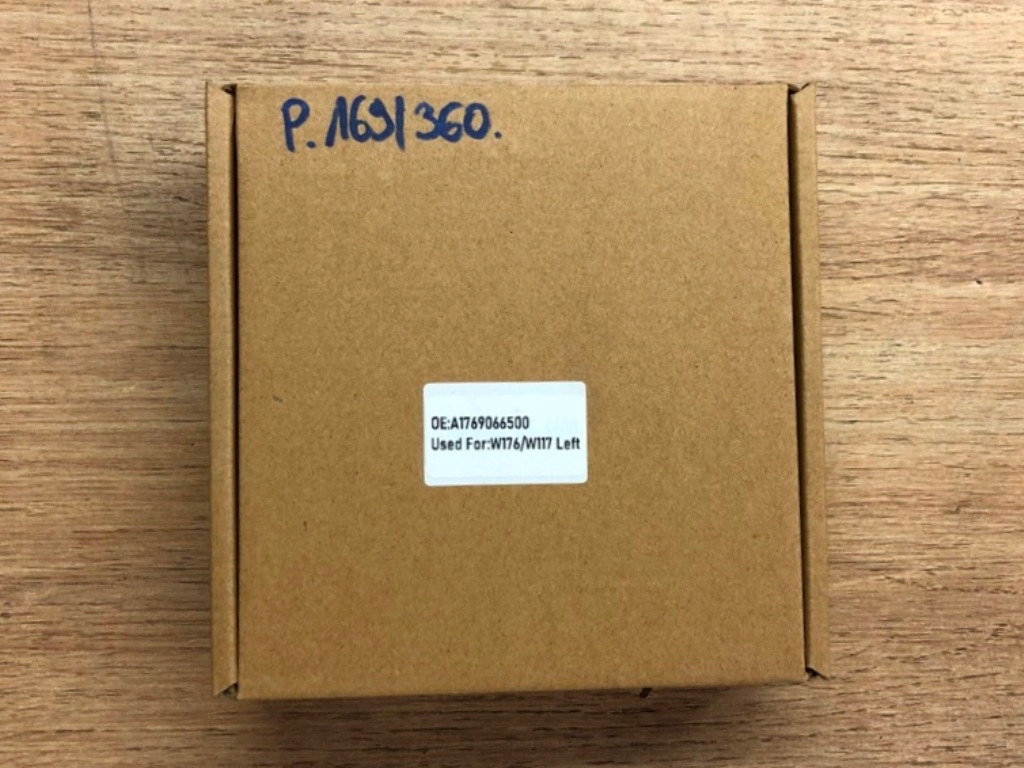 P. 169/360.
OE:A1769066500
Used For:W176/W117 Left